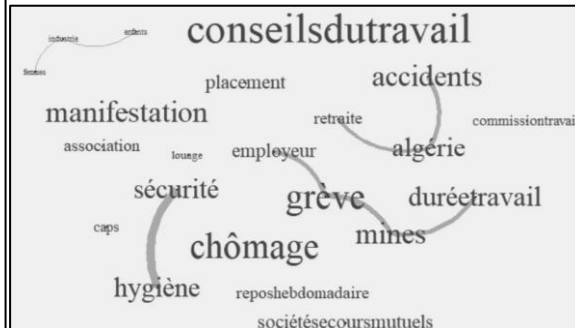 conseilsdutravail
enfants
industrie
femmes
placement
accidents
manifestation
retraite
commissiontravai
association
louage
employeur
algérie
sécurité
grève
duréetravail
caps
mines
chômage
hygiène
reposhebdomadaire
sociétésecoursmutuels